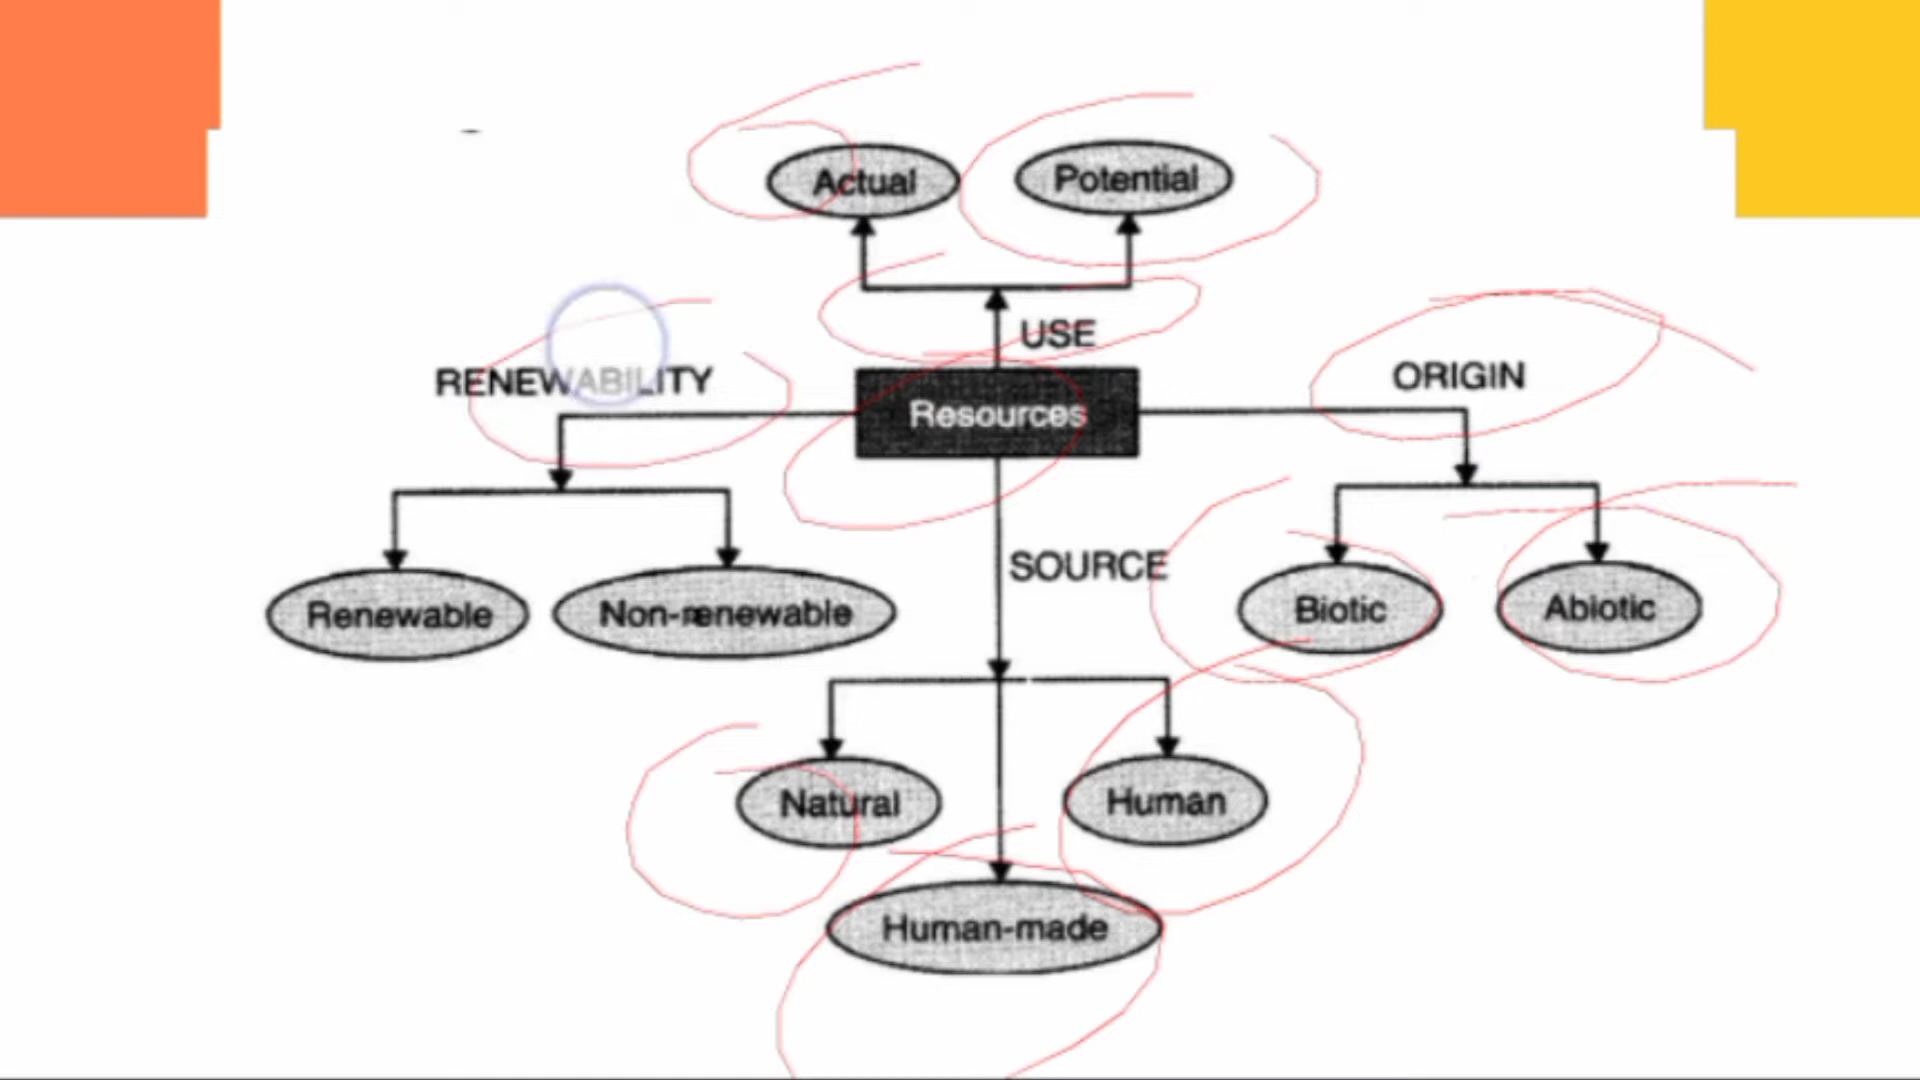 Actual
Potential
USE
RENEWABILITY
Resources
ORIGIN
SOURCE
Renewable
Non-renewable
Biotic
Abiotic
Natural
Human
Human-made